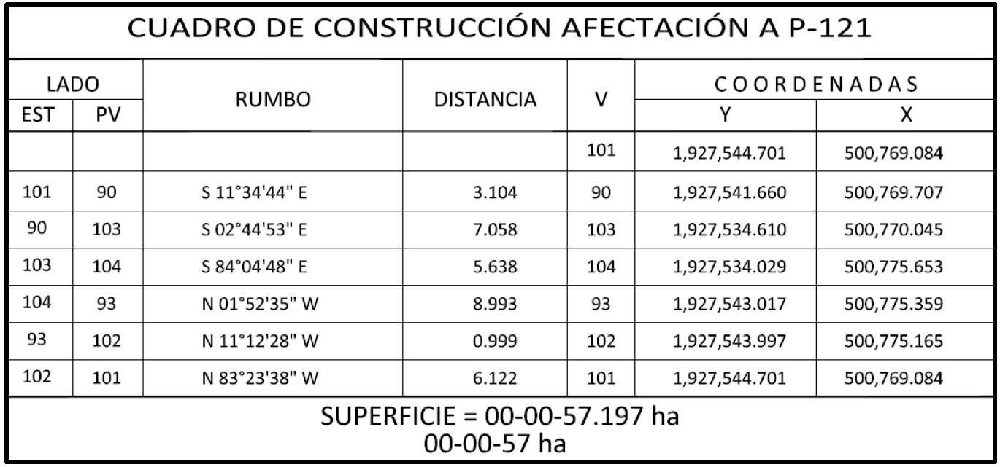 CUADRO DE CONSTRUCCIÓN AFECTACIÓN A P-121
LADO RUMBO DISTANCIA V C O O R D E N A D A S
EST PV Y X
101 1,927,544.701 500,769.084
101 90 S 11°34'44" E 3.104 90 1,927,541.660 500,769.707
90 103 S 02°44'53" E 7.058 103 1,927,534.610 500,770.045
103 104 S 84°04'48" E 5.638 104 1,927,534.029 500,775.653
104 93 N 01°52'35" W 8.993 93 1,927,543.017 500,775.359
93 102 N 11°12'28" W 0.999 102 1,927,543.997 500,775.165
102 101 N 83°23'38" W 6.122 101 1,927,544.701 500,769.084
SUPERFICIE = 00-00-57.197 ha
00-00-57 ha